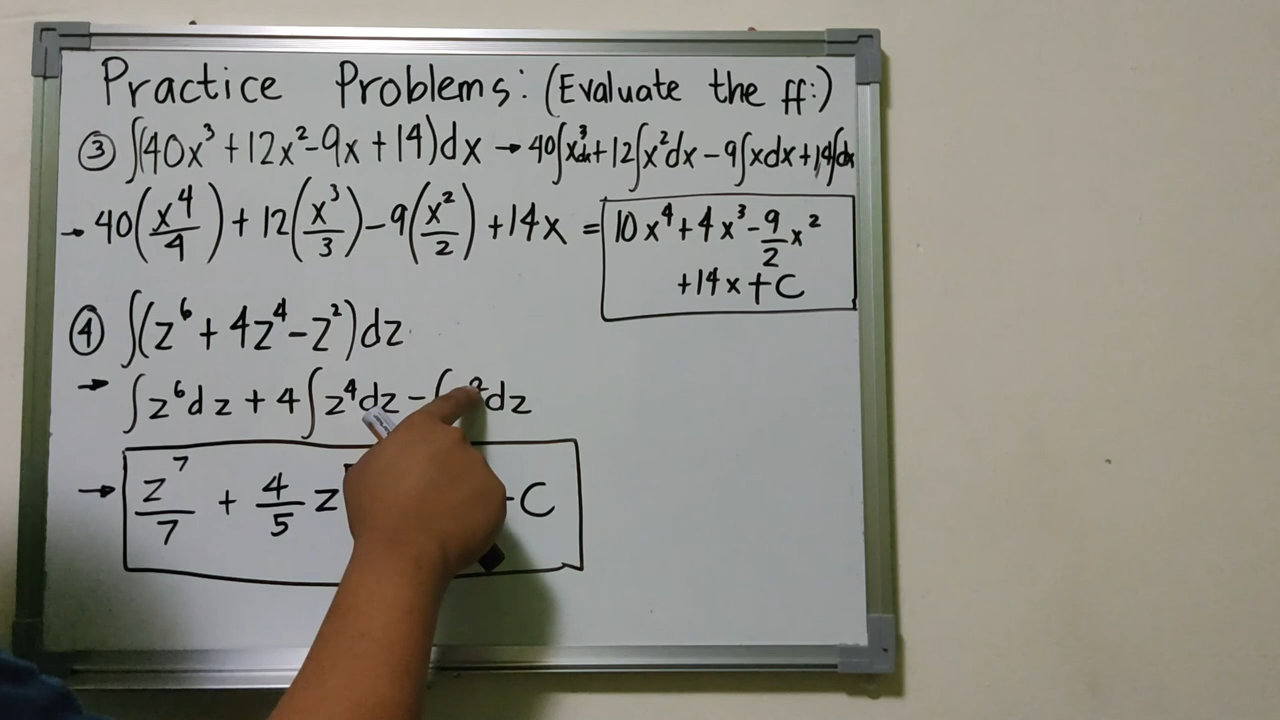 Practice Problems: (Evaluate the ff:)
③ ∫(40x³ + 12x² - 9x + 14)dx → 40∫x³dx + 12∫x²dx - 9∫xdx + 14∫dx
→ 40(x⁴/4) + 12(x³/3) - 9(x²/2) + 14x = 10x⁴ + 4x³ - 9/2 x²
+14x + C
④ ∫(z⁶ + 4z⁴ - z²)dz
→ ∫z⁶dz + 4∫z⁴dz - ∫ dz
→ z⁷/7 + 4/5 z C